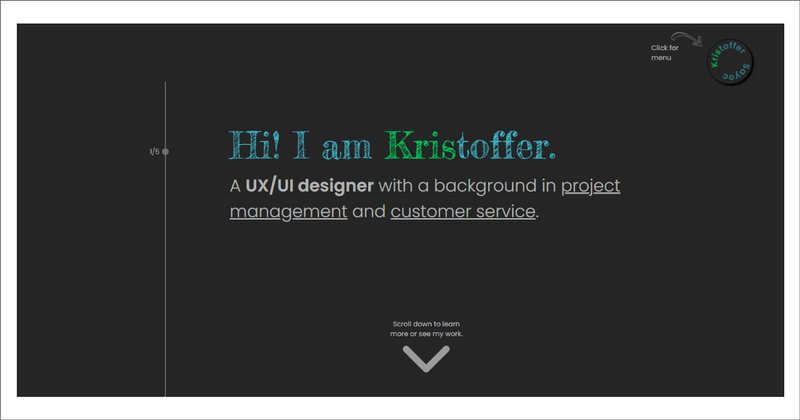 Click for
menu
Kristoffer
sayoc
1/5
Hi! I am Kristoffer.
A UX/UI designer with a background in project
management and customer service.
Scroll down to learn
more or see my work.